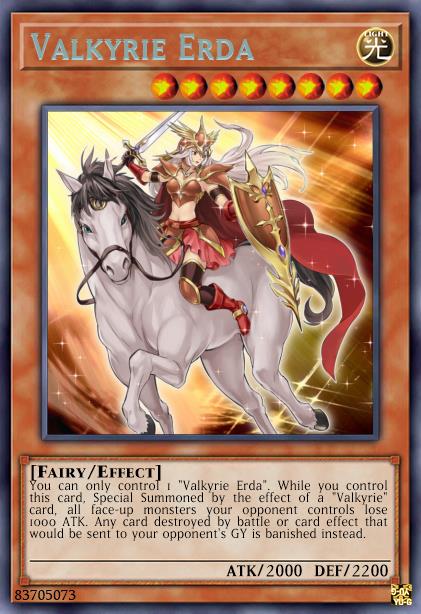 VALKYRIE ERDA
LIGHT
光
[FAIRY/EFFECT]
You can only control 1 "Valkyrie Erda". While you control
this card, Special Summoned by the effect of a "Valkyrie"
card, all face-up monsters your opponent controls lose
1000 ATK. Any card destroyed by battle or card effect that
would be sent to your opponent's GY is banished instead.
ATK/2000 DEF/2200
83705073